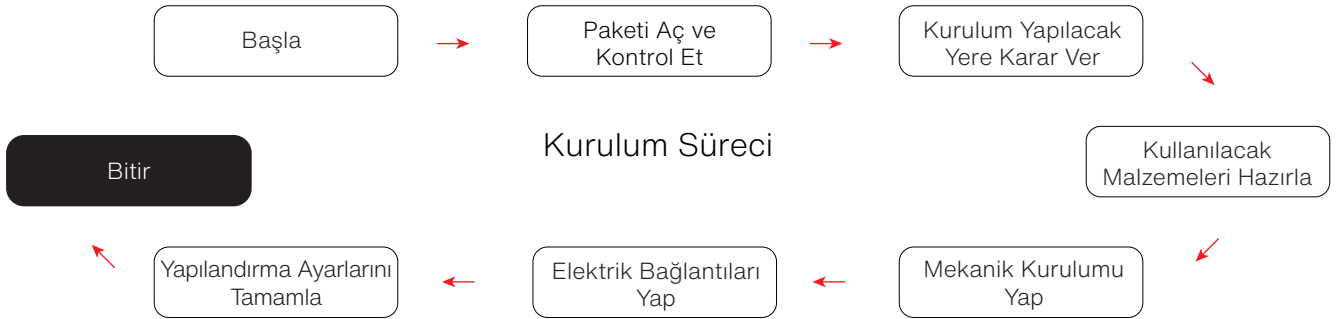 Başla
Paketi Aç ve
Kontrol Et
Kurulum Yapılacak
Yere Karar Ver
Kurulum Süreci
Kullanılacak
Malzemeleri Hazırla
Mekanik Kurulumu
Yap
Elektrik Bağlantıları
Yap
Yapılandırma Ayarlarını
Tamamla
Bitir